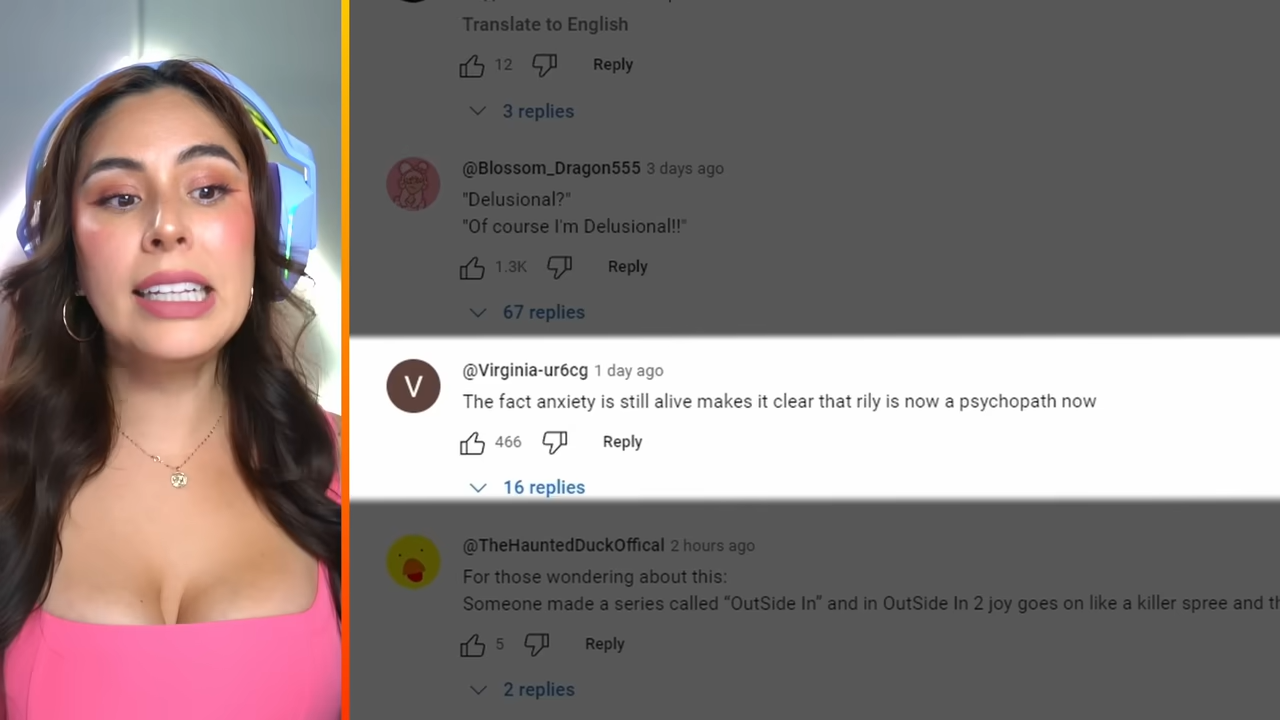 Translate to English
12 Reply
3 replies
@Blossom_Dragon555 3 days ago
"Delusional?"
"Of course I'm Delusional!!"
1.3K Reply
67 replies
V
@Virginia-ur6cg 1 day ago
The fact anxiety is still alive makes it clear that rily is now a psychopath now
466 Reply
16 replies
@TheHauntedDuckOffical 2 hours ago
For those wondering about this:
Someone made a series called “OutSide In” and in OutSide In 2 joy goes on like a killer spree and
5 Reply
2 replies